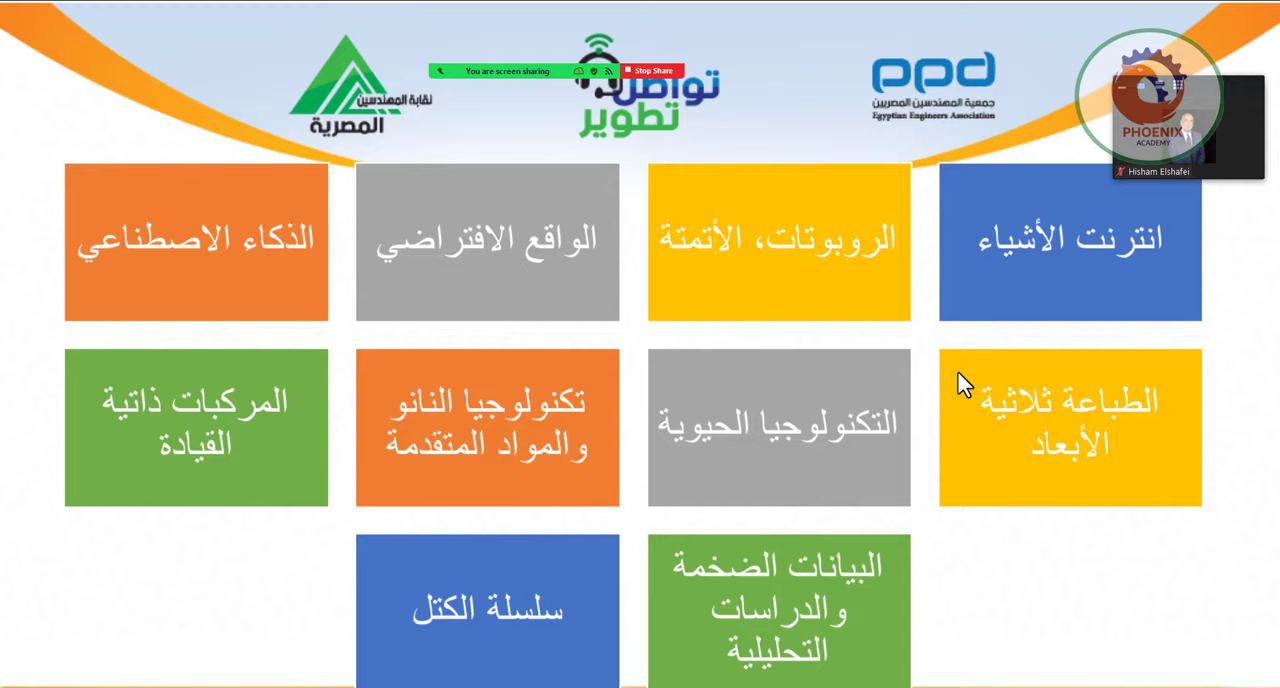 نقابة المهندسين
المصرية
You are screen sharing
Stop Share
تواصل
تطوير
ppd
جمعية المهندسين المصريين
Egyptian Engineers Association
PHOENIX
ACADEMY
Hisham Elshafei
انترنت الأشياء
الروبوتات، الأتمتة
الواقع الافتراضي
الذكاء الاصطناعي
الطباعة ثلاثية
الأبعاد
التكنولوجيا الحيوية
تكنولوجيا النانو
والمواد المتقدمة
المركبات ذاتية
القيادة
البيانات الضخمة
والدراسات
التحليلية
سلسلة الكتل